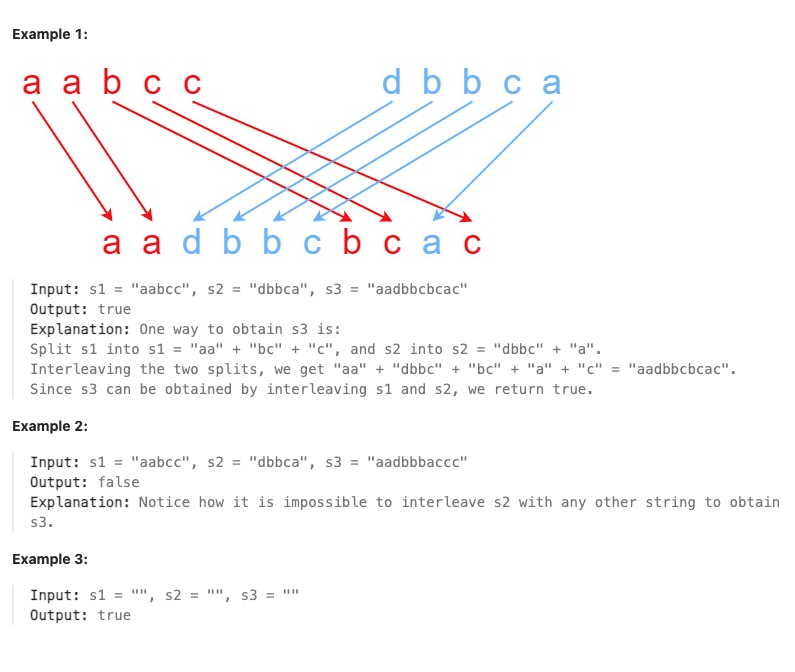 Example 1:
a a b c c d b b c a
a a d b b c b c a c
Input: s1 = "aabcc", s2 = "dbbca", s3 = "aadbbcbcac"
Output: true
Explanation: One way to obtain s3 is:
Split s1 into s1 = "aa" + "bc" + "c", and s2 into s2 = "dbbc" + "a".
Interleaving the two splits, we get "aa" + "dbbc" + "bc" + "a" + "c" = "aadbbcbcac".
Since s3 can be obtained by interleaving s1 and s2, we return true.
Example 2:
Input: s1 = "aabcc", s2 = "dbbca", s3 = "aadbbbaccc"
Output: false
Explanation: Notice how it is impossible to interleave s2 with any other string to obtain
s3.
Example 3:
Input: s1 = "", s2 = "", s3 = ""
Output: true